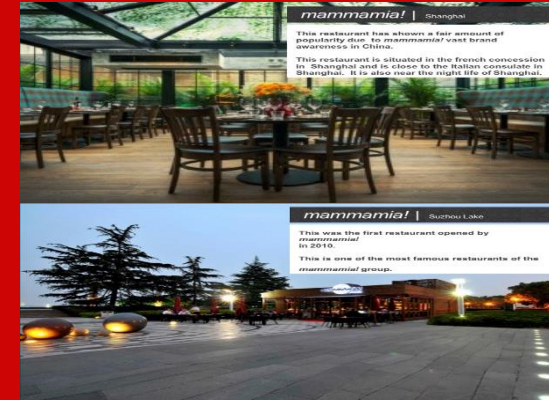 mammamia! | Shanghai
This restaurant has shown a fair amount of
popularity due to mammamia! vast brand
awareness in China.
This restaurant is situated in the french concession
in Shanghai and is close to the Italian consulate in
Shanghai. It is also near the night life of Shanghai.
mammamia! | Suzhou Lake
This was the first restaurant opened by
mammamia!
in 2010.
This is one of the most famous restaurants of the
mammamia! group.